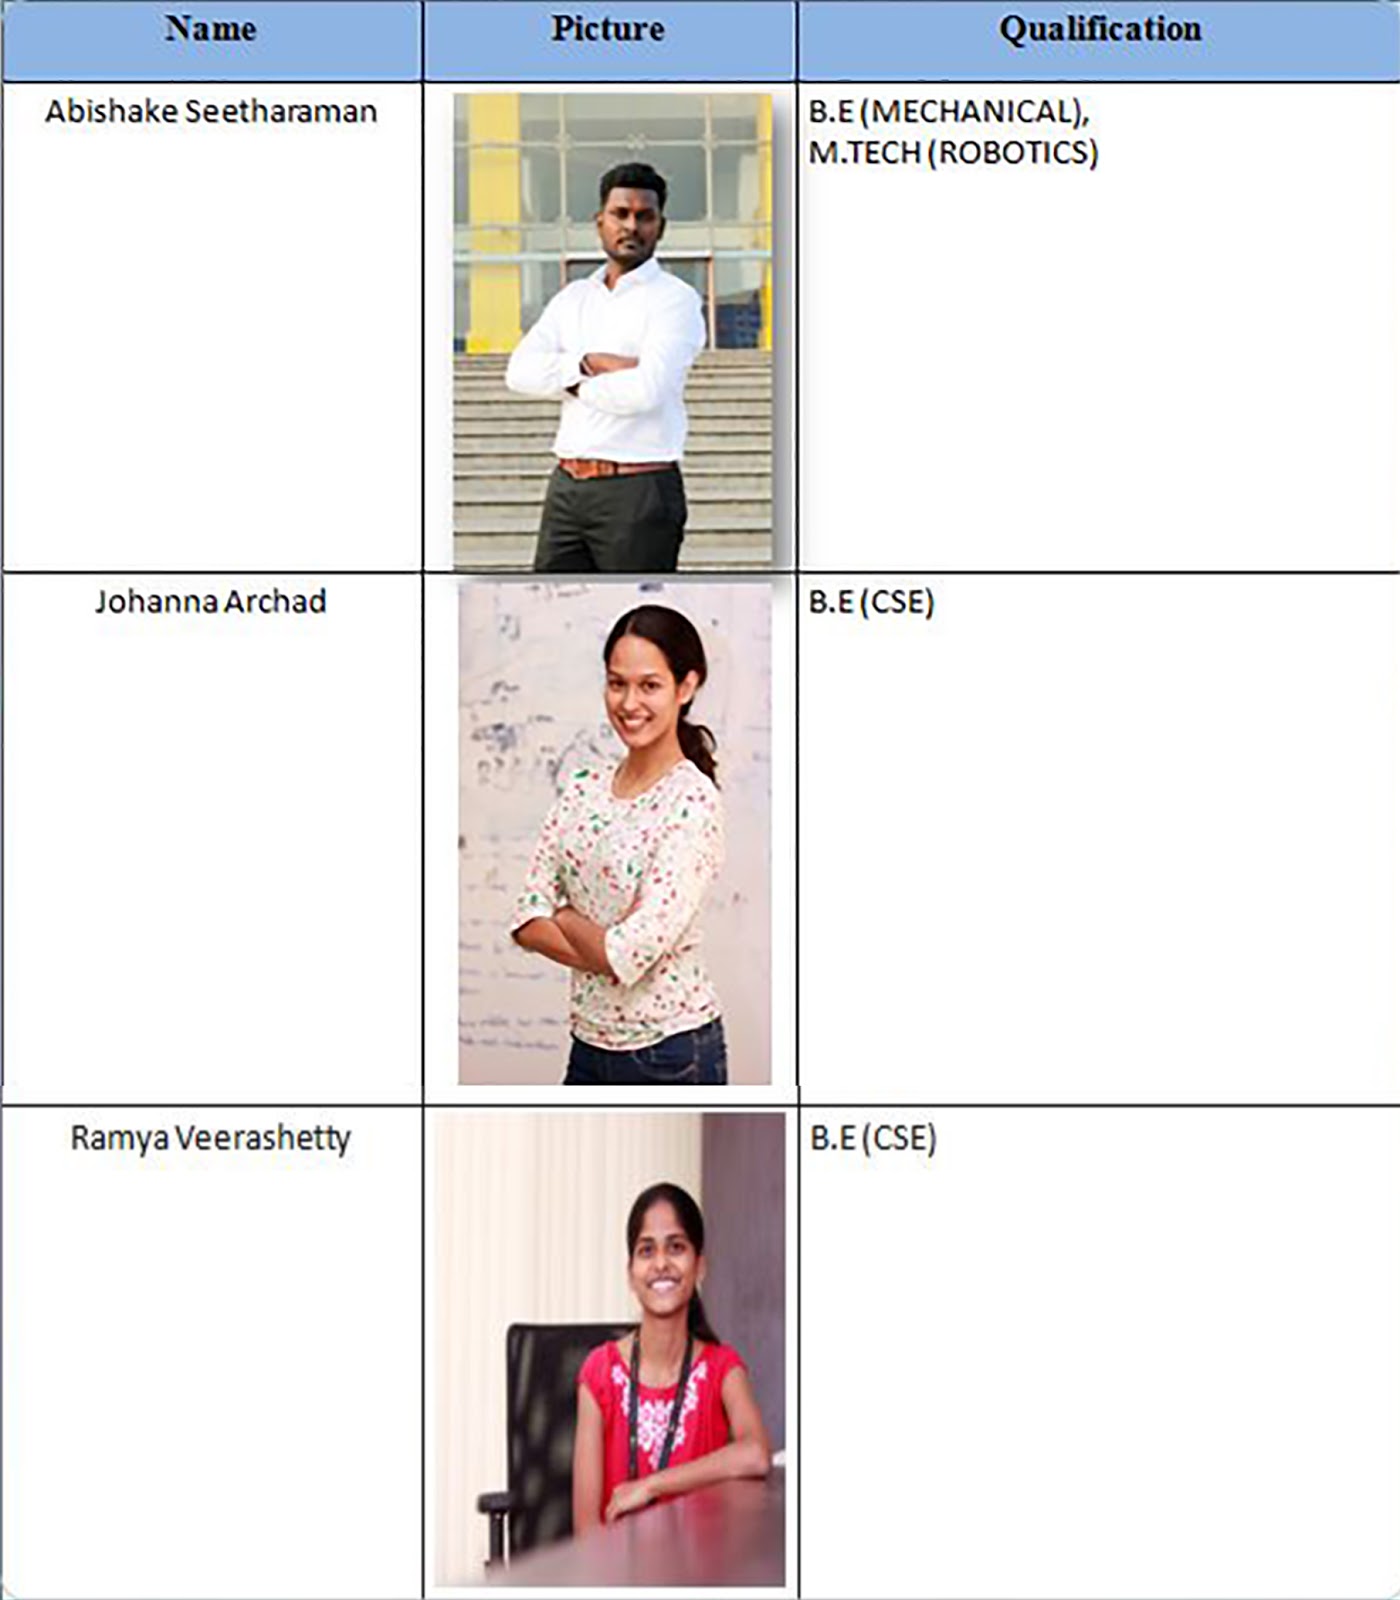 Name Picture Qualification
Abishake Seetharaman B.E (MECHANICAL),
M.TECH (ROBOTICS)
Johanna Archad B.E (CSE)
Ramya Veerashetty B.E (CSE)